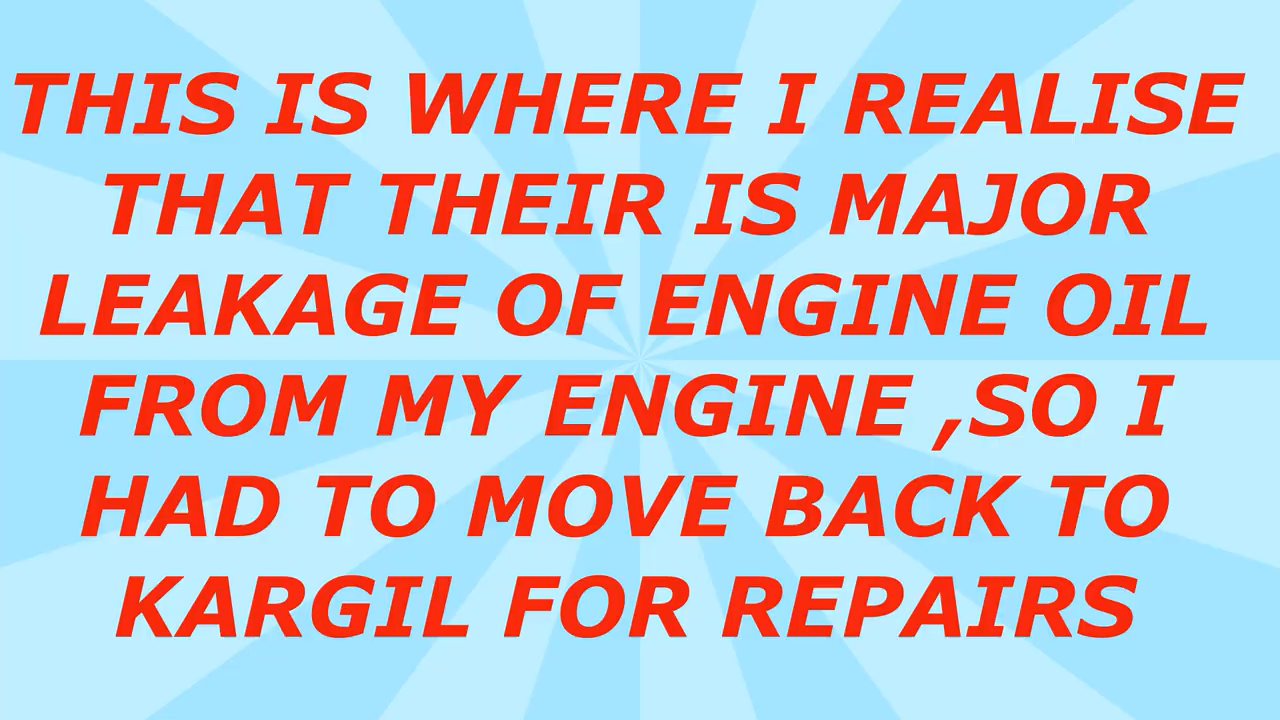 THIS IS WHERE I REALISE
THAT THEIR IS MAJOR
LEAKAGE OF ENGINE OIL
FROM MY ENGINE ,SO I
HAD TO MOVE BACK TO
KARGIL FOR REPAIRS